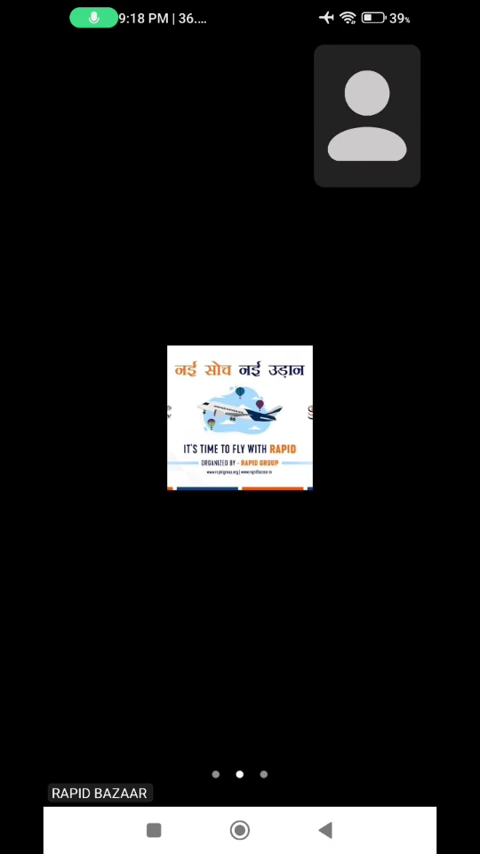 9:18 PM | 36....
39%
नई सोच नई उड़ान
IT'S TIME TO FLY WITH RAPID
ORGANIZED BY - RAPID GROUP
RAPID BAZAAR